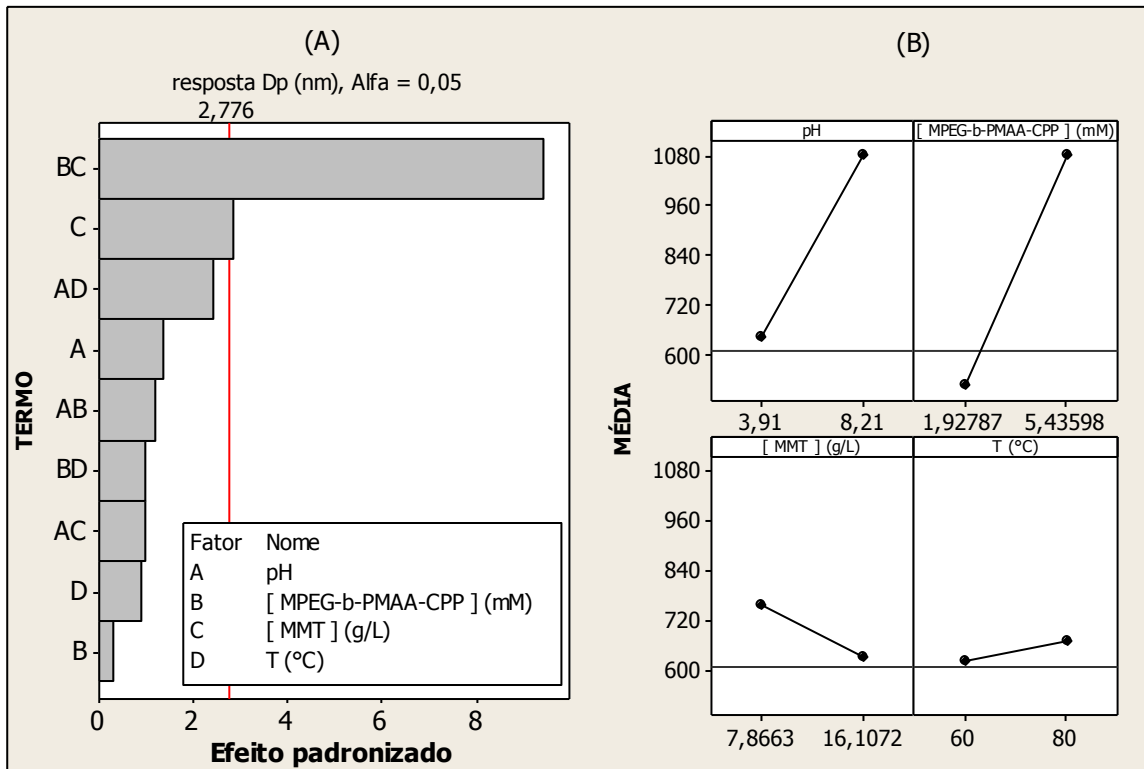 (A)
resposta Dp (nm), Alfa = 0,05
2,776
TERMO
BC
C
AD
A
AB
BD
AC
D
B
Fator Nome
A pH
B [ MPEG-b-PMAA-CPP ] (mM)
C [ MMT ] (g/L)
D T (°C)
0 2 4 6 8
Efeito padronizado
(B)
MÉDIA
pH [ MPEG-b-PMAA-CPP ] (mM)
1080
960
840
720
600
3,91 8,21 1,92787 5,43598
[ MMT ] (g/L) T (°C)
1080
960
840
720
600
7,8663 16,1072 60 80